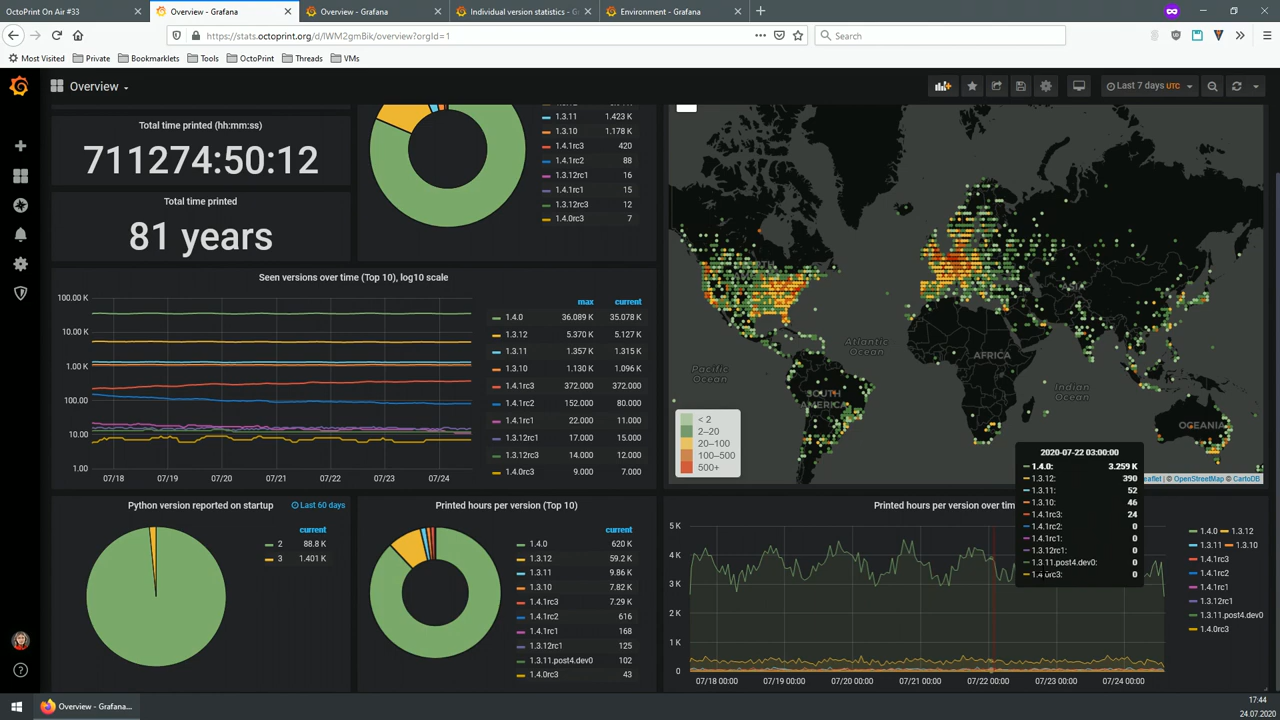 OctoPrint On Air #33
Overview - Grafana
Overview - Grafana
Individual version statistics - G
Environment - Grafana
https://stats.octoprint.org/d/IWM2gmBik/overview?orgId=1
Search
Most Visited
Private
Bookmarklets
Tools
OctoPrint
Threads
VMs
Overview
Last 7 days UTC
Total time printed (hh:mm:ss)
711274:50:12
Total time printed
81 years
1.3.11 1.423 K
1.3.10 1.178 K
1.4.1rc3 420
1.4.1rc2 88
1.3.12rc1 16
1.4.1rc1 15
1.3.12rc3 12
1.4.0rc3 7
NORTH
SOUTH
AMERICA
AFRICA
ASIA
OCEANIA
Atlantic
Ocean
Pacific
Ocean
Indian
Ocean
< 2
2–20
20–100
100–500
500+
Leaflet | © OpenStreetMap © CartoDB
Seen versions over time (Top 10), log10 scale
100.00 K
10.00 K
1.00 K
100.00
10.00
1.00
07/18 07/19 07/20 07/21 07/22 07/23 07/24
max current
1.4.0 36.089 K 35.078 K
1.3.12 5.370 K 5.127 K
1.3.11 1.357 K 1.315 K
1.3.10 1.130 K 1.096 K
1.4.1rc3 372.000 372.000
1.4.1rc2 152.000 80.000
1.4.1rc1 22.000 11.000
1.3.12rc1 17.000 15.000
1.3.12rc3 14.000 12.000
1.4.0rc3 9.000 7.000
Python version reported on startup
Last 60 days
current
2 88.8 K
3 1.401 K
Printed hours per version (Top 10)
current
1.4.0 620 K
1.3.12 59.2 K
1.3.11 9.86 K
1.3.10 7.82 K
1.4.1rc3 7.29 K
1.4.1rc2 616
1.4.1rc1 168
1.3.12rc1 125
1.3.11.post4.dev0 102
1.4.0rc3 43
Printed hours per version over tim
5 K
4 K
3 K
2 K
1 K
0
07/18 00:00 07/19 00:00 07/20 00:00 07/21 00:00 07/22 00:00 07/23 00:00 07/24 00:00
2020-07-22 03:00:00
1.4.0: 3.259 K
1.3.12: 390
1.3.11: 52
1.3.10: 46
1.4.1rc3: 24
1.4.1rc2: 0
1.4.1rc1: 0
1.3.12rc1: 0
1.3.11.post4.dev0: 0
1.4.0rc3: 0
1.4.0 1.3.12
1.3.11 1.3.10
1.4.1rc3
1.4.1rc2
1.4.1rc1
1.3.12rc1
1.3.11.post4.dev0
1.4.0rc3
Overview - Grafana...
17:44
24.07.2020